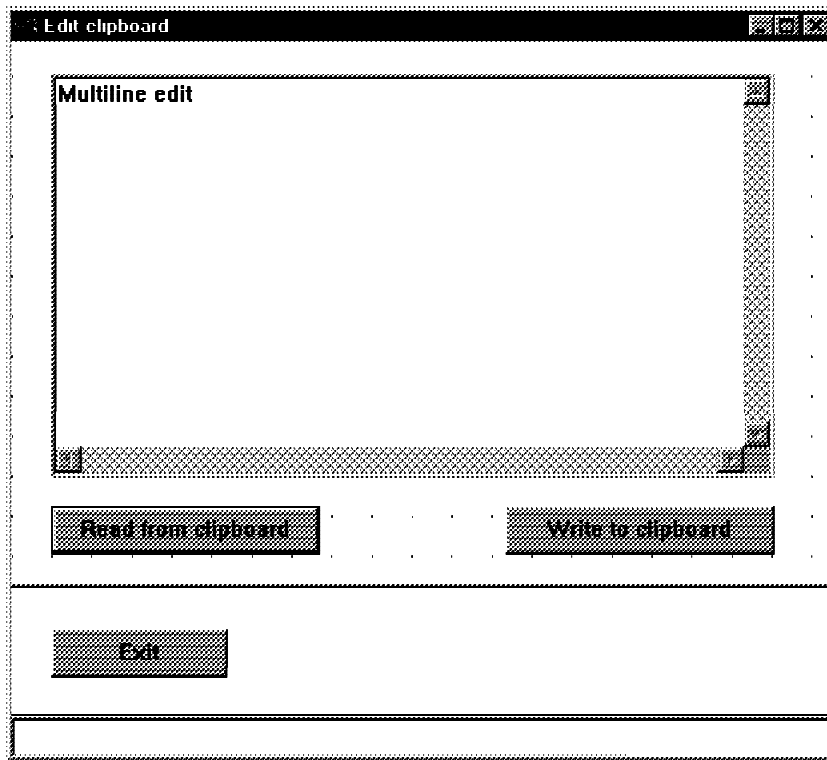 Edit clipboard
Multiline edit
Read from clipboard
Write to clipboard
Exit